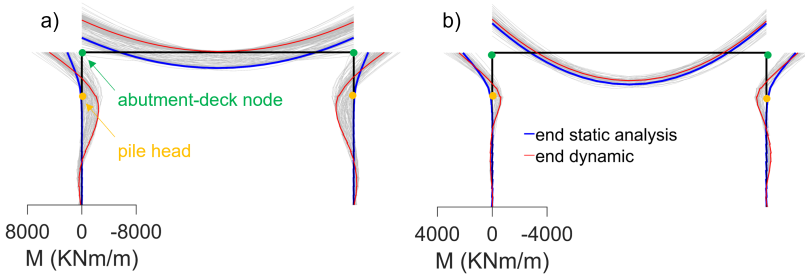 a)
b)
abutment-deck node
pile head
end static analysis
end dynamic
8000 0 -8000
M (KNm/m)
4000 0 -4000
M (KNm/m)